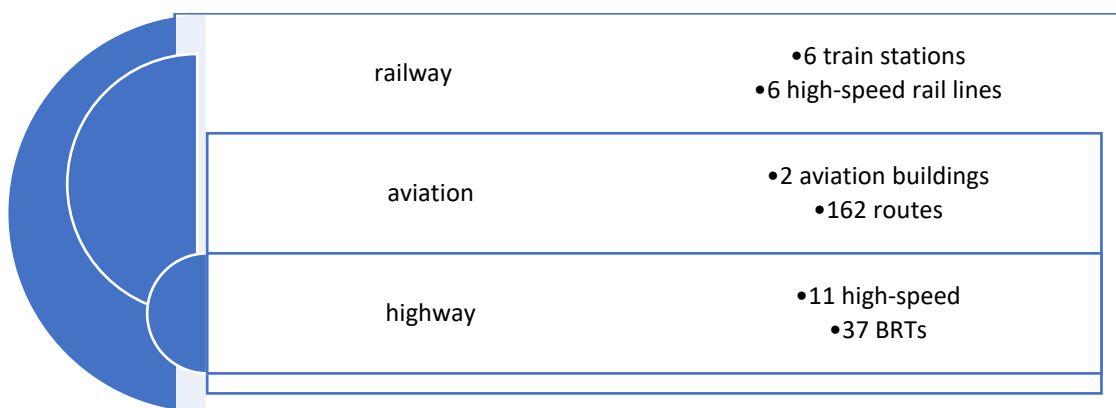 railway
•6 train stations
•6 high-speed rail lines
aviation
•2 aviation buildings
•162 routes
highway
•11 high-speed
•37 BRTs